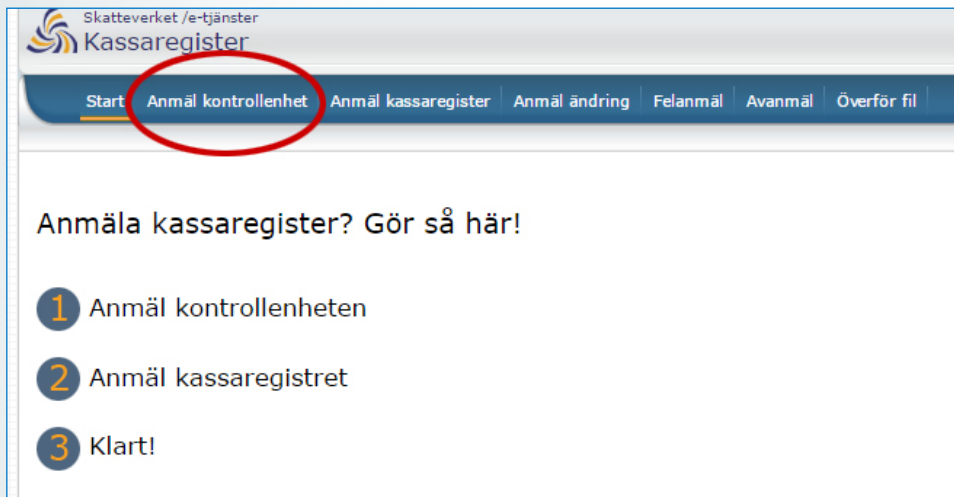 Skatteverket /e-tjänster
Kassaregister
Start Anmäl kontrollenhet Anmäl kassaregister Anmäl ändring Felanmäl Avanmäl Överför fil
Anmäla kassaregister? Gör så här!
1 Anmäl kontrollenheten
2 Anmäl kassaregistret
3 Klart!